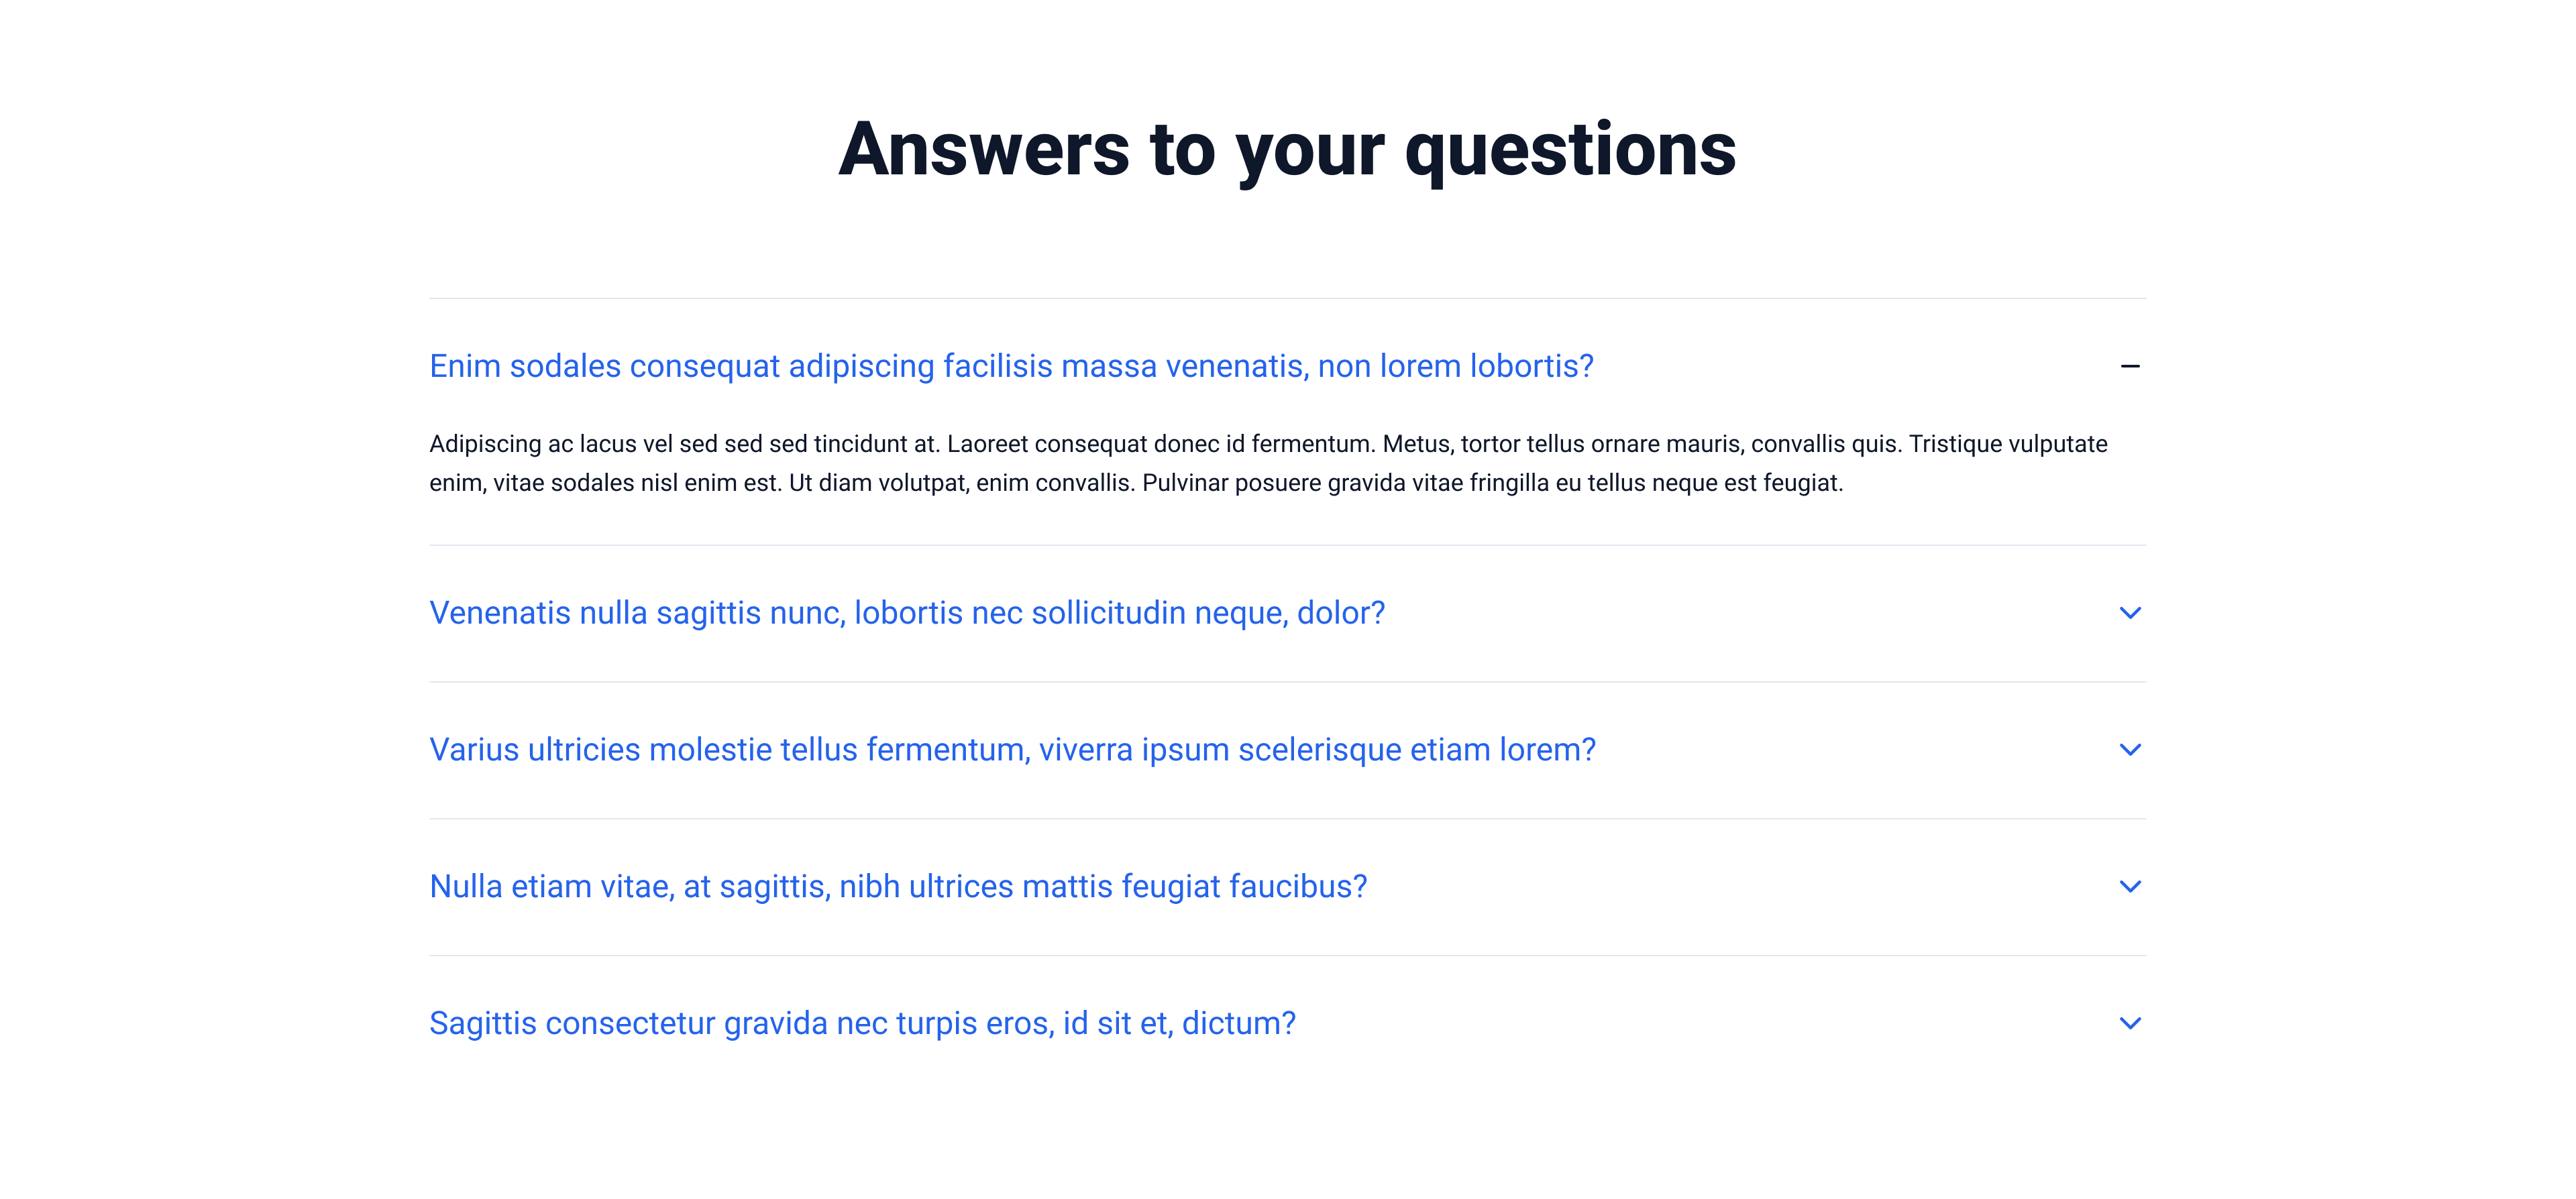 Answers to your questions
Enim sodales consequat adipiscing facilisis massa venenatis, non lorem lobortis?
Adipiscing ac lacus vel sed sed sed tincidunt at. Laoreet consequat donec id fermentum. Metus, tortor tellus ornare mauris, convallis quis. Tristique vulputate
enim, vitae sodales nisl enim est. Ut diam volutpat, enim convallis. Pulvinar posuere gravida vitae fringilla eu tellus neque est feugiat.
Venenatis nulla sagittis nunc, lobortis nec sollicitudin neque, dolor?
Varius ultricies molestie tellus fermentum, viverra ipsum scelerisque etiam lorem?
Nulla etiam vitae, at sagittis, nibh ultrices mattis feugiat faucibus?
Sagittis consectetur gravida nec turpis eros, id sit et, dictum?